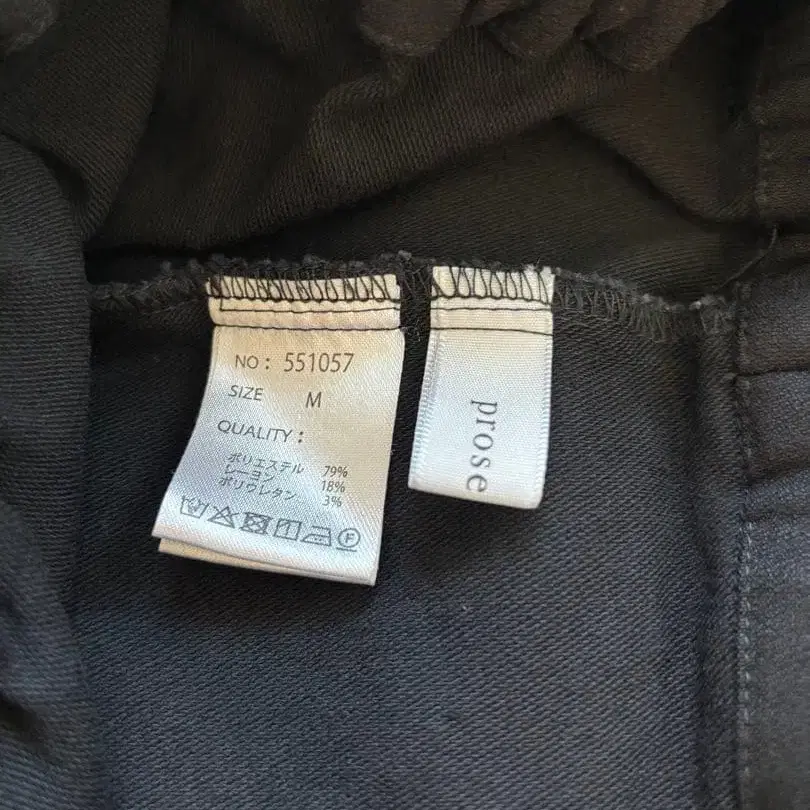 NO: 551057
SIZE M
QUALITY:
ポリエステル 79%
レーヨン 18%
ポリウレタン 3%
F
prose